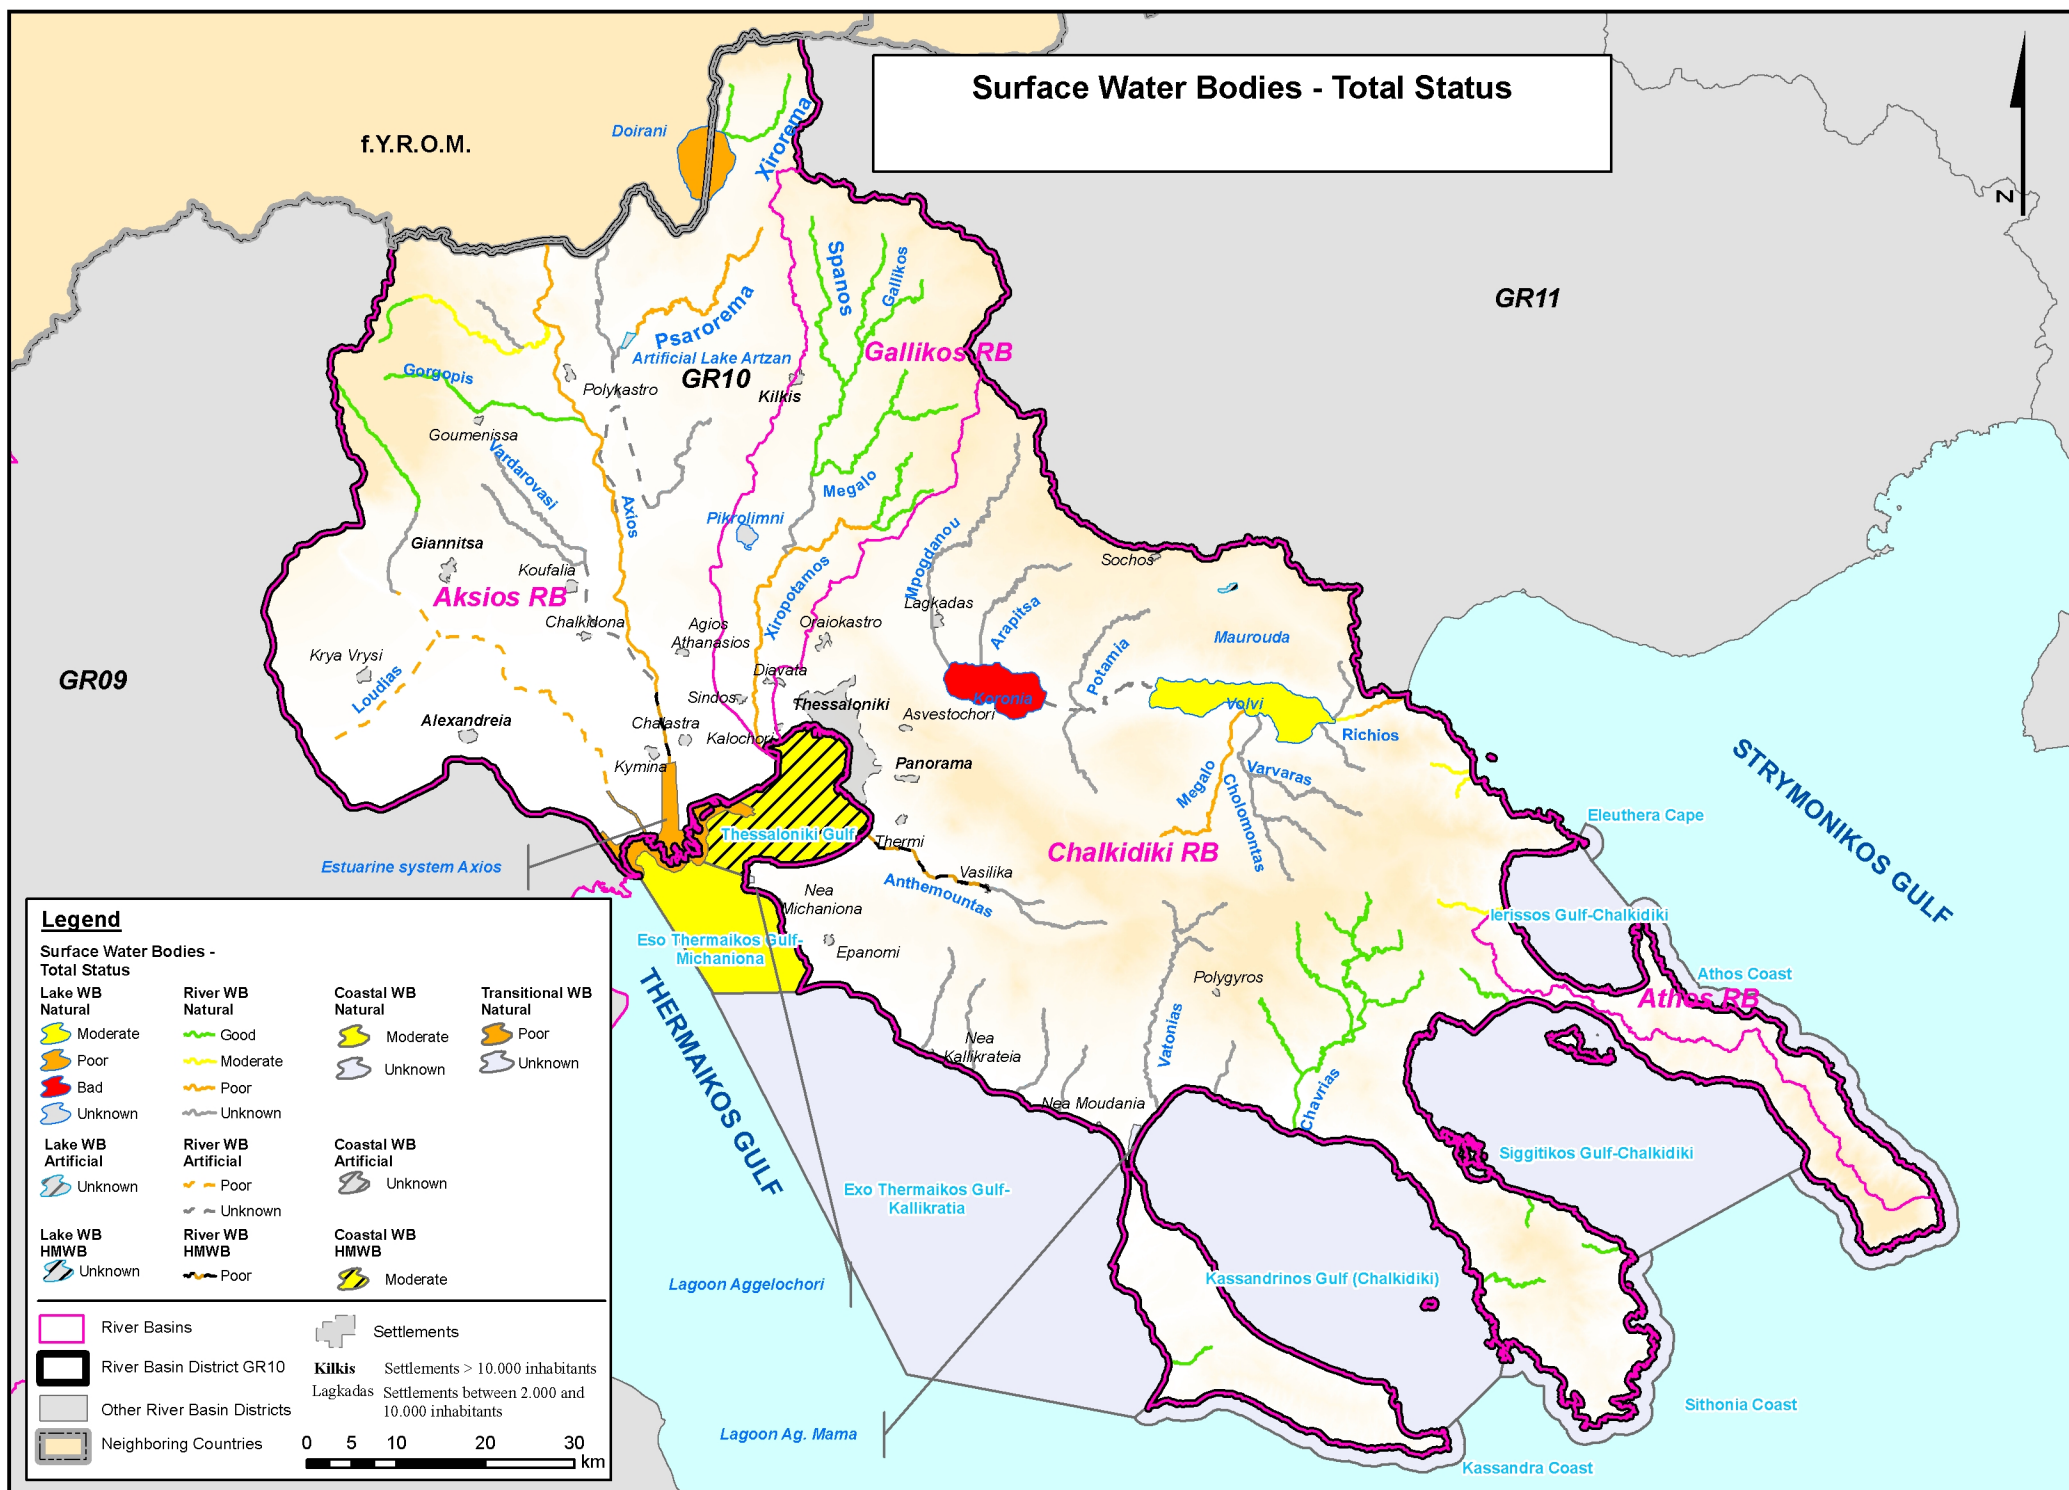 Surface Water Bodies - Total Status
N
f.Y.R.O.M.
Doirani
Xirorema
GR11
Spanos
Gallikos
Psarorema
Artificial Lake Artzan
Gallikos RB
GR10
Gorgopis
Polykastro
Kilkis
Goumenissa
Vardarovasi
Axios
Megalo
Pikrolimni
Mpogdanou
Giannitsa
Koufalia
Sochos
Aksios RB
Xiropotamos
Lagkadas
Arapitsa
Chalkidona
Agios
Athanasios
Oraiokastro
Maurouda
Krya Vrysi
Loudias
Diavata
Potamia
GR09
Sindos
Thessaloniki
Koronia
Volvi
Alexandreia
Chalastra
Kalochori
Asvestochori
Richios
Kymina
Panorama
Megalo
Varvaras
Cholomontas
STRYMONIKOS GULF
Eleuthera Cape
Thessaloniki Gulf
Thermi
Chalkidiki RB
Estuarine system Axios
Vasilika
Anthemountas
Nea
Michaniona
Ierissos Gulf-Chalkidiki
Eso Thermaikos Gulf-
Michaniona
Epanomi
Polygyros
Athos Coast
Athos RB
THERMAIKOS GULF
Nea
Kallikrateia
Vatonias
Nea Moudania
Chavrias
Siggitikos Gulf-Chalkidiki
Exo Thermaikos Gulf-
Kallikratia
Lagoon Aggelochori
Kassandrinos Gulf (Chalkidiki)
Sithonia Coast
Lagoon Ag. Mama
Kassandra Coast
Legend
Surface Water Bodies -
Total Status
Lake WB
Natural
Moderate
Poor
Bad
Unknown
River WB
Natural
Good
Moderate
Poor
Unknown
Coastal WB
Natural
Moderate
Unknown
Transitional WB
Natural
Poor
Unknown
Lake WB
Artificial
Unknown
River WB
Artificial
Poor
Unknown
Coastal WB
Artificial
Unknown
Lake WB
HMWB
Unknown
River WB
HMWB
Poor
Coastal WB
HMWB
Moderate
River Basins
River Basin District GR10
Other River Basin Districts
Neighboring Countries
Settlements
Kilkis Settlements > 10.000 inhabitants
Lagkadas Settlements between 2.000 and
10.000 inhabitants
0 5 10 20 30
km